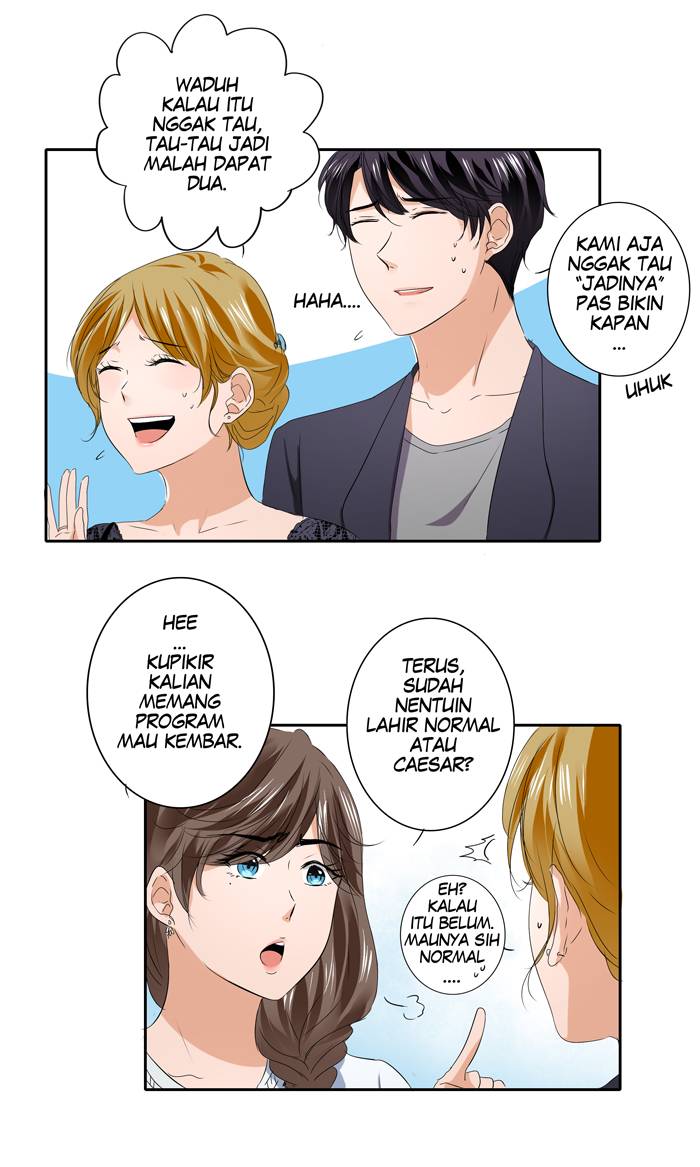 WADUH
KALAU ITU
NGGAK TAU,
TAU-TAU JADI
MALAH DAPAT
DUA.
HAHA....
KAMI AJA
NGGAK TAU
"JADINYA"
PAS BIKIN
KAPAN
...
UHUK
HEE
...
KUPIKIR
KALIAN
MEMANG
PROGRAM
MAU KEMBAR.
TERUS,
SUDAH
NENTUIN
LAHIR NORMAL
ATAU
CAESAR?
EH?
KALAU
ITU BELUM.
MAUNYA SIH
NORMAL
....